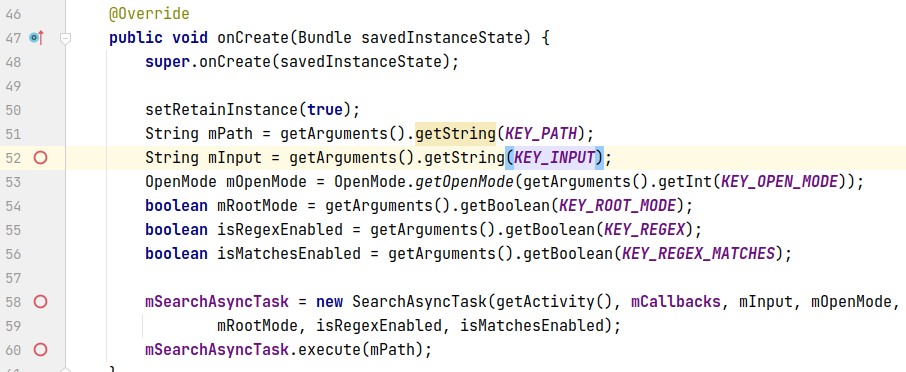 46 @Override
47 public void onCreate(Bundle savedInstanceState) {
48 super.onCreate(savedInstanceState);
49
50 setRetainInstance(true);
51 String mPath = getArguments().getString(KEY_PATH);
52 String mInput = getArguments().getString(KEY_INPUT);
53 OpenMode mOpenMode = OpenMode.getOpenMode(getArguments().getInt(KEY_OPEN_MODE));
54 boolean mRootMode = getArguments().getBoolean(KEY_ROOT_MODE);
55 boolean isRegexEnabled = getArguments().getBoolean(KEY_REGEX);
56 boolean isMatchesEnabled = getArguments().getBoolean(KEY_REGEX_MATCHES);
57
58 mSearchAsyncTask = new SearchAsyncTask(getActivity(), mCallbacks, mInput, mOpenMode,
59 mRootMode, isRegexEnabled, isMatchesEnabled);
60 mSearchAsyncTask.execute(mPath);